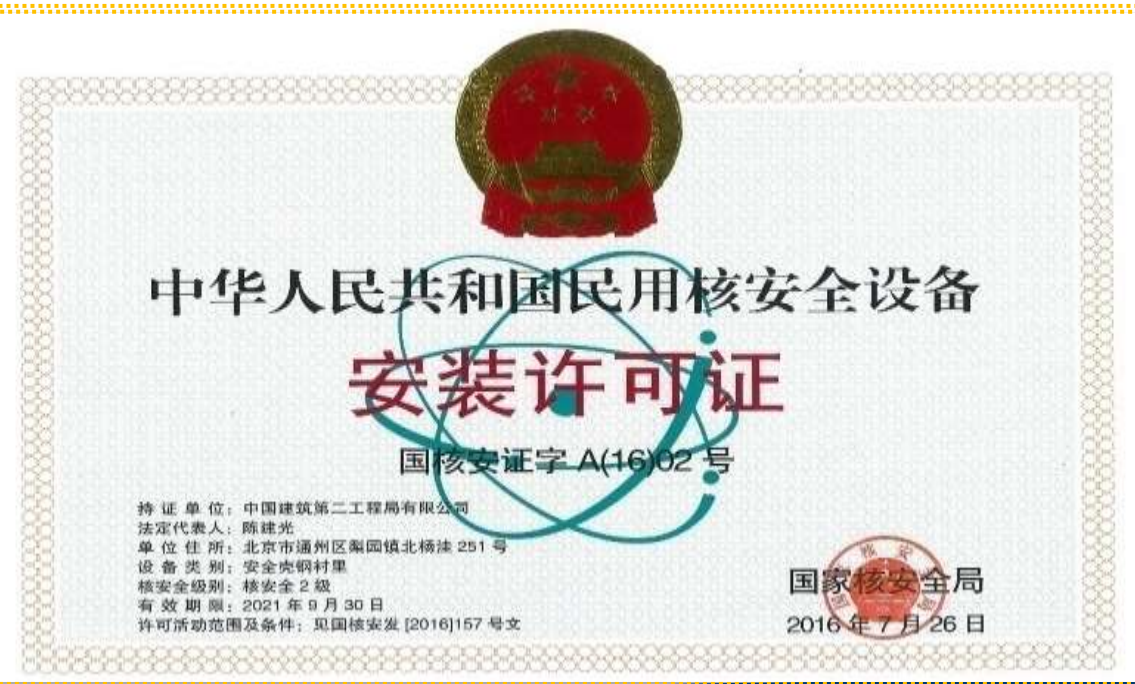 中华人民共和国民用核安全设备
安装许可证
国核安证字 A(16)02 号
持证单位：中国建筑第二工程局有限公司
法定代表人：陈建光
单位住所：北京市通州区梨园镇北杨洼 251 号
设备类别：安全壳钢衬里
核安全级别：核安全 2 级
有效期限：2021 年 9 月 30 日
许可活动范围及条件：见国核安发 [2016]157 号文
国家核安全局
2016 年 7 月 26 日